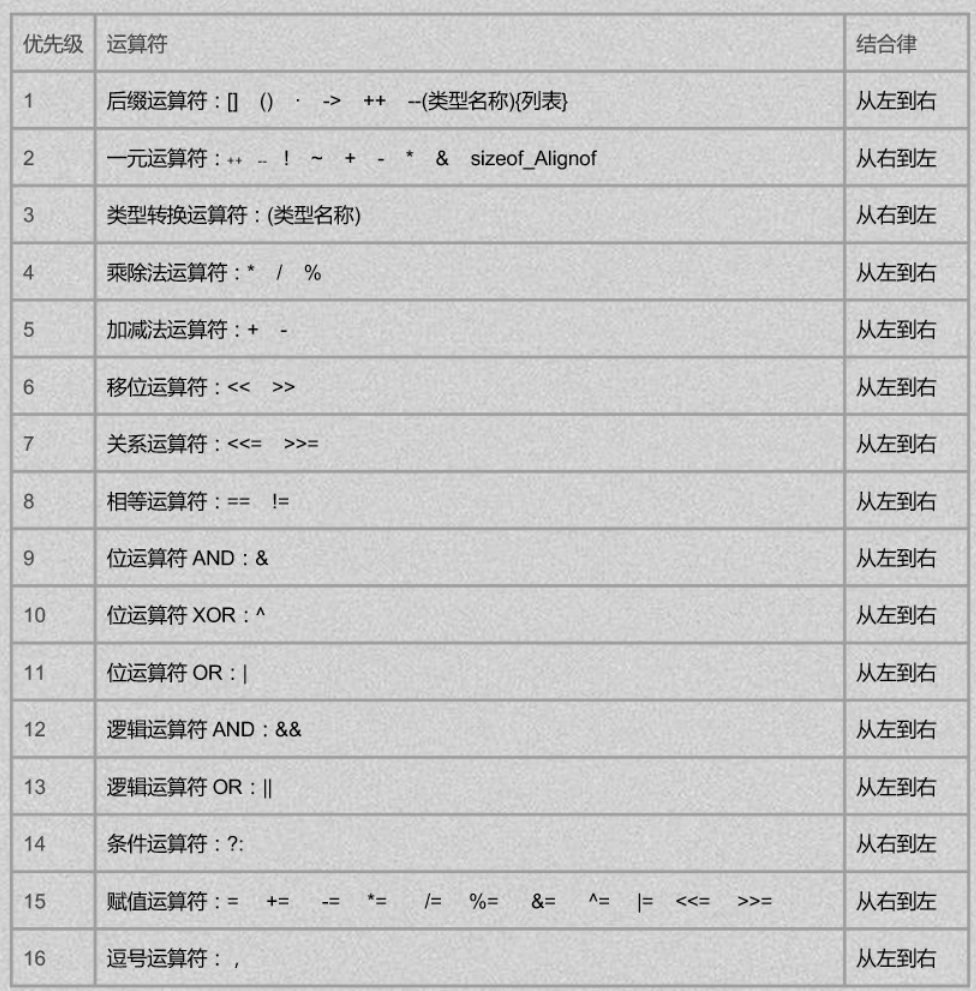 优先级 运算符 结合律
1 后缀运算符：[] () · -> ++ --(类型名称){列表} 从左到右
2 一元运算符：++ -- ! ~ + - * & sizeof_Alignof 从右到左
3 类型转换运算符：(类型名称) 从右到左
4 乘除法运算符：* / % 从左到右
5 加减法运算符：+ - 从左到右
6 移位运算符：<< >> 从左到右
7 关系运算符：<<= >>= 从左到右
8 相等运算符：== != 从左到右
9 位运算符 AND：& 从左到右
10 位运算符 XOR：^ 从左到右
11 位运算符 OR：| 从左到右
12 逻辑运算符 AND：&& 从左到右
13 逻辑运算符 OR：|| 从左到右
14 条件运算符：?: 从右到左
15 赋值运算符：= += -= *= /= %= &= ^= |= <<= >>= 从右到左
16 逗号运算符：, 从左到右